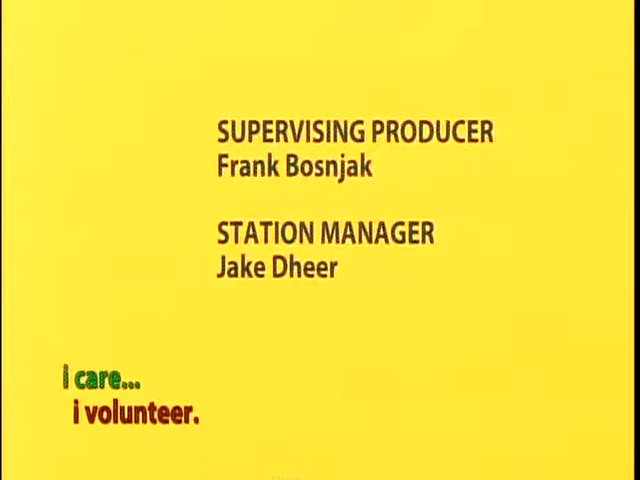 SUPERVISING PRODUCER
Frank Bosnjak
STATION MANAGER
Jake Dheer
i care...
i volunteer.